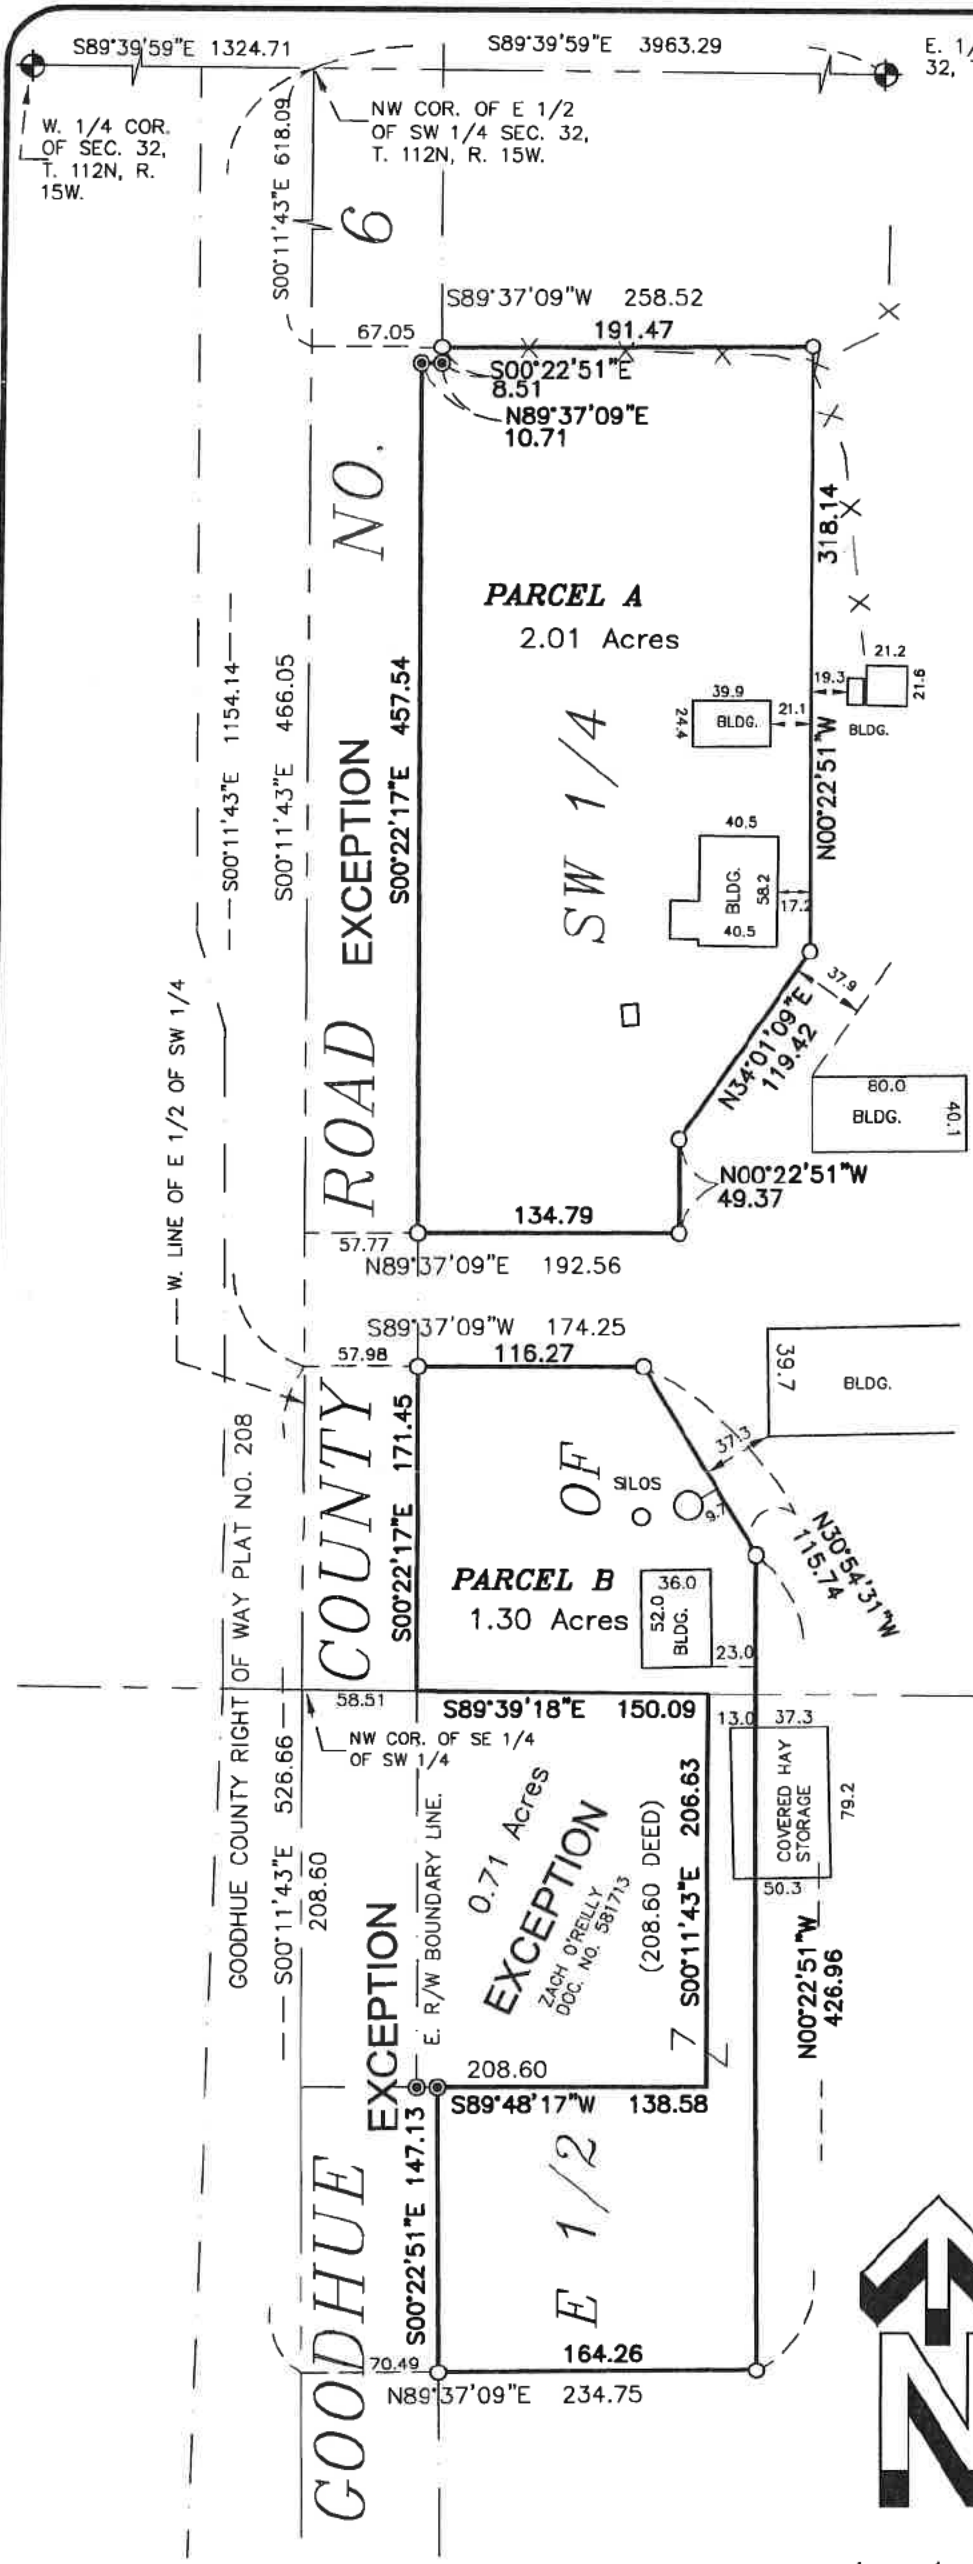 S89°39'59"E 1324.71
S89°39'59"E 3963.29
E. 1/
32,
W. 1/4 COR.
OF SEC. 32,
T. 112N, R.
15W.
NW COR. OF E 1/2
OF SW 1/4 SEC. 32,
T. 112N, R. 15W.
S00°11'43"E 618.09
S89°37'09"W 258.52
67.05
191.47
S00°22'51"E
8.51
N89°37'09"E
10.71
318.14
N00°22'51"W
PARCEL A
2.01 Acres
S00°11'43"E 1154.14
S00°11'43"E 466.05
EXCEPTION
S00°22'17"E 457.54
SW 1/4
39.9
24.4
BLDG.
21.1
19.3
21.2
21.6
BLDG.
40.5
BLDG.
58.2
40.5
17.2
37.9
N34°01'09"E
119.42
80.0
BLDG.
40.1
N00°22'51"W
49.37
W. LINE OF E 1/2 OF SW 1/4
134.79
57.77
N89°37'09"E 192.56
S89°37'09"W 174.25
57.98
116.27
39.7
BLDG.
S00°22'17"E 171.45
OF
SILOS
37.3
9.7
N30°54'31"W
115.74
PARCEL B
1.30 Acres
36.0
52.0
BLDG.
23.0
GOODHUE COUNTY RIGHT OF WAY PLAT NO. 208
58.51
S89°39'18"E 150.09
NW COR. OF SE 1/4
OF SW 1/4
13.0
37.3
COVERED HAY
STORAGE
79.2
50.3
S00°11'43"E 526.66
208.60
EXCEPTION
E. R/W BOUNDARY LINE.
0.71 Acres
EXCEPTION
ZACH O'REILLY
DOC. NO. 581713
(208.60 DEED)
S00°11'43"E 206.63
N00°22'51"W
426.96
208.60
S89°48'17"W 138.58
S00°22'51"E 147.13
E 1/2
164.26
70.49
N89°37'09"E 234.75
GOODHUE COUNTY ROAD NO. 6
N